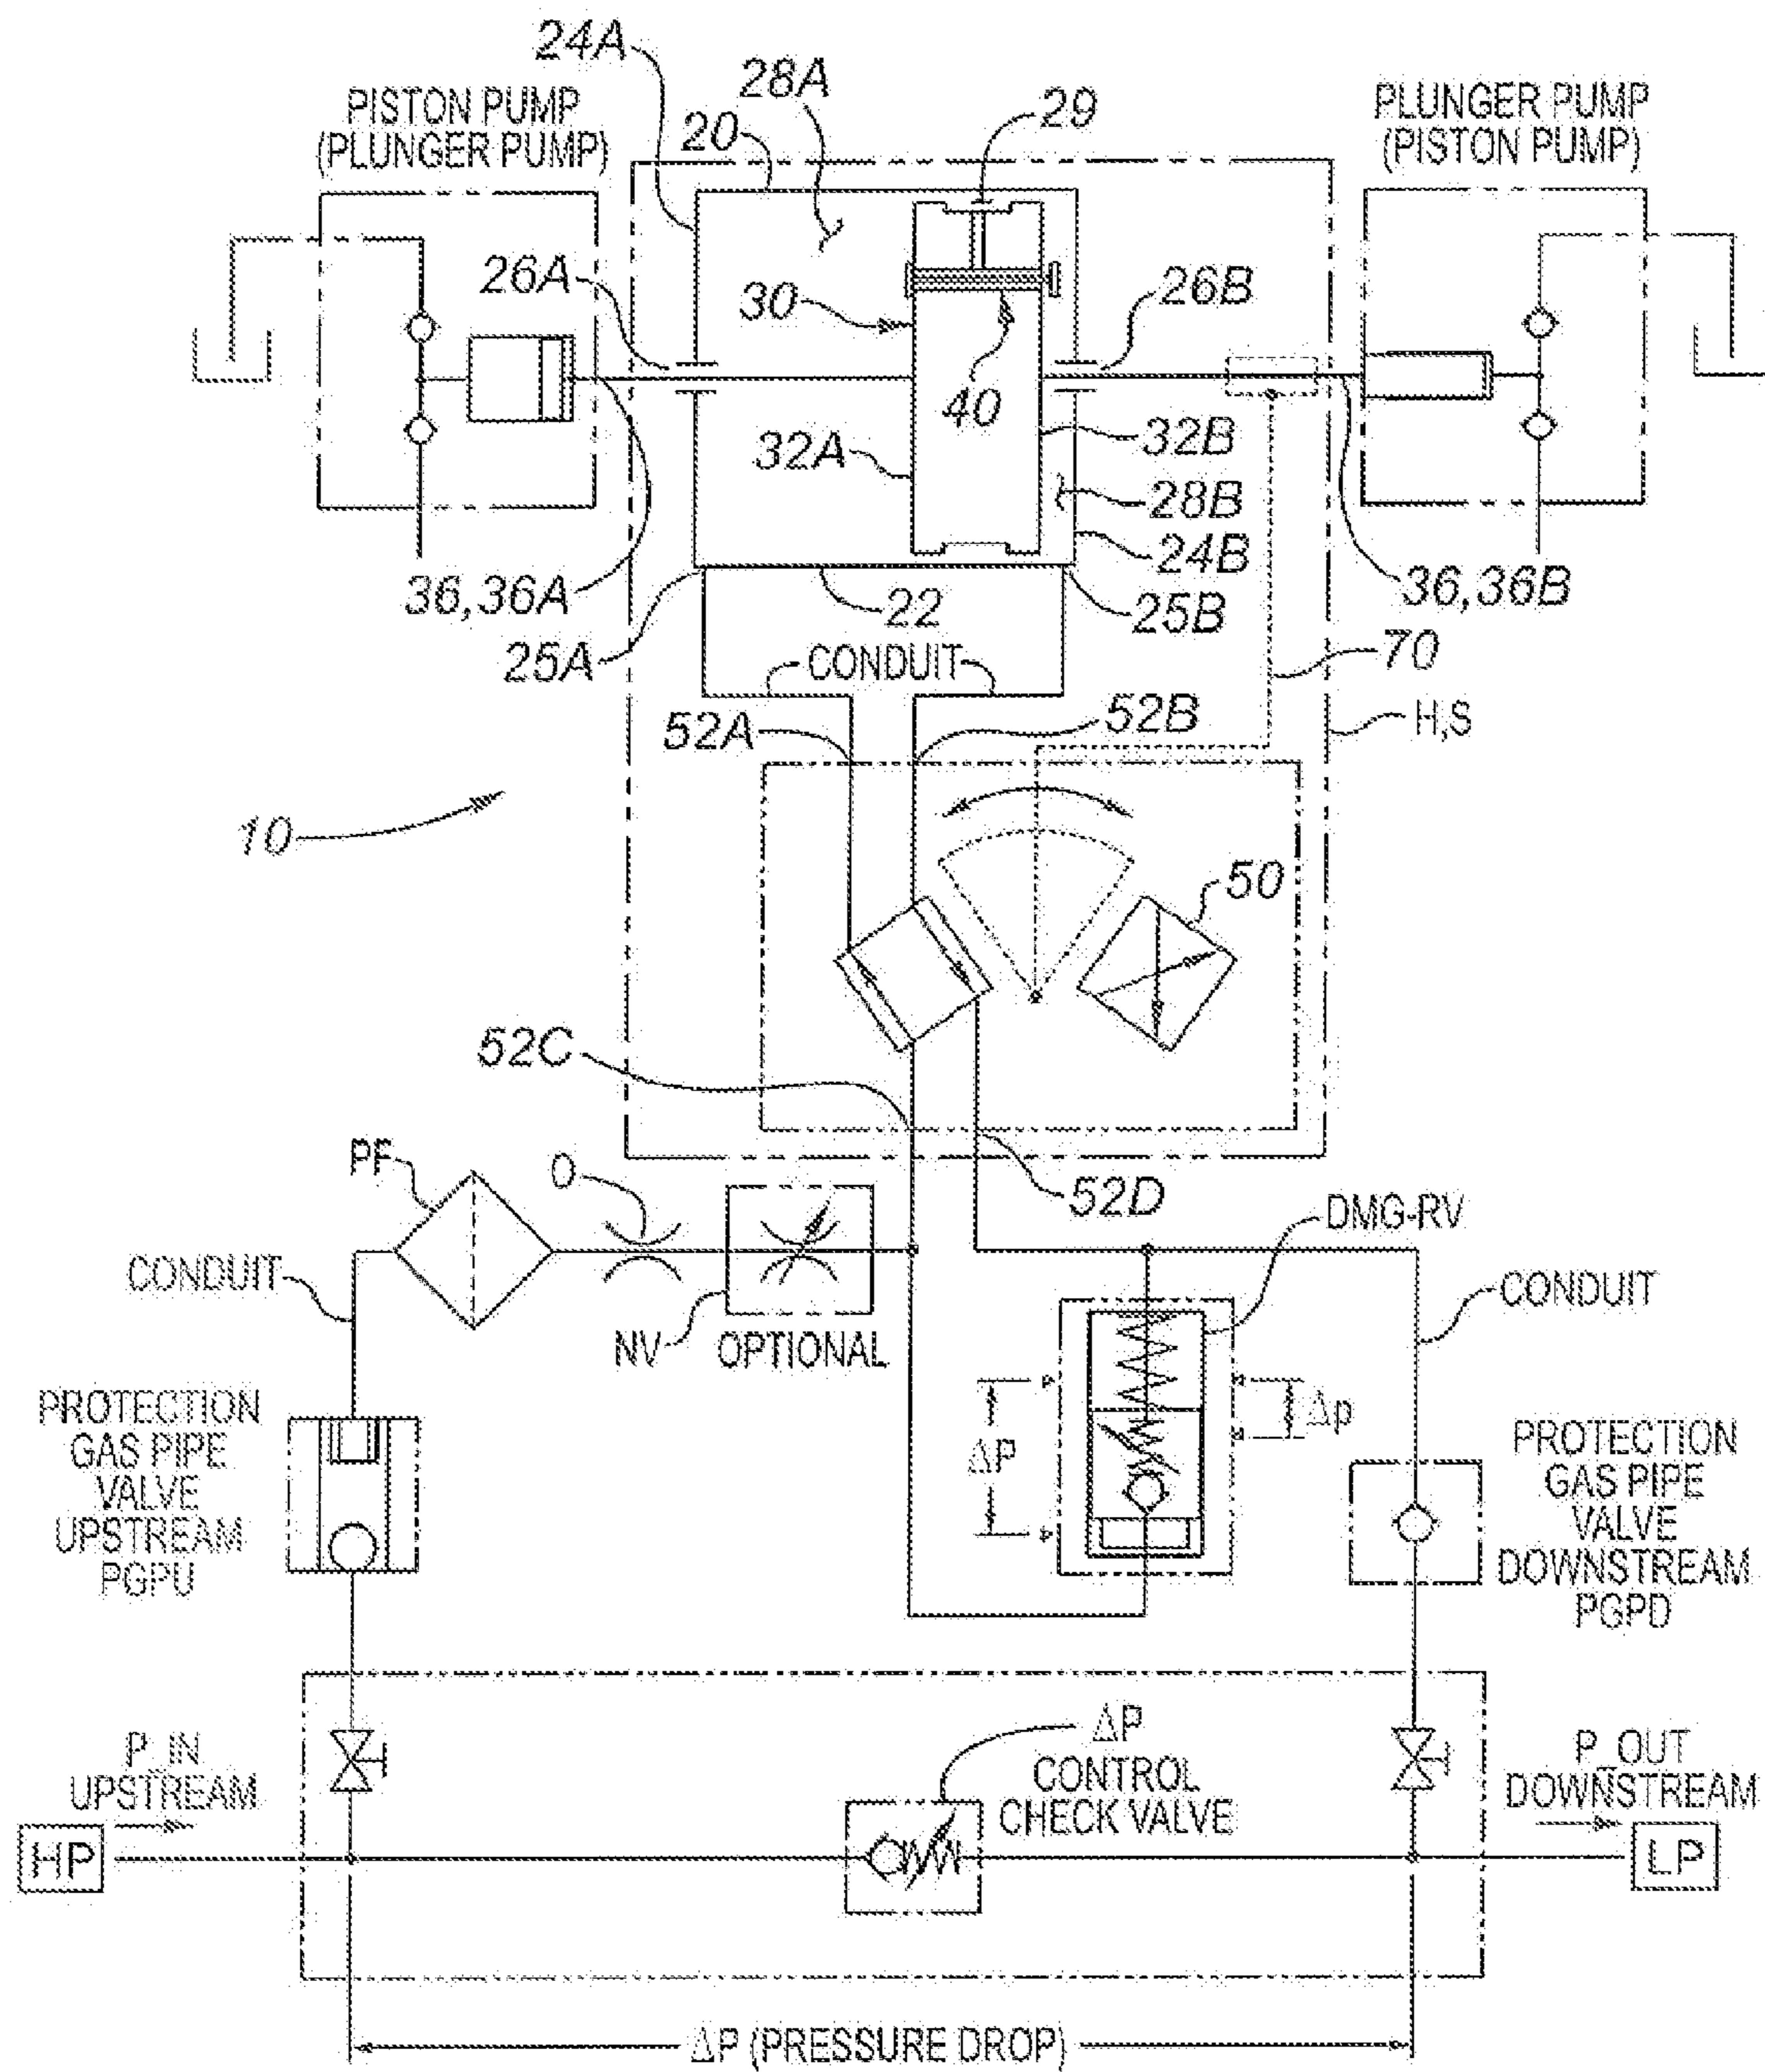 24A
28A
29
PISTON PUMP
(PLUNGER PUMP)
20
PLUNGER PUMP
(PISTON PUMP)
26A
26B
30
40
32A
32B
28B
24B
36,36A
22
25B
36,36B
25A
CONDUIT
70
52A
52B
H,S
10
50
52C
PF
O
52D
DMG-RV
CONDUIT
CONDUIT
NV
OPTIONAL
PROTECTION
GAS PIPE
VALVE
UPSTREAM
PGPU
ΔP
Δp
PROTECTION
GAS PIPE
VALVE
DOWNSTREAM
PGPD
P_IN
UPSTREAM
ΔP
CONTROL
CHECK VALVE
P_OUT
DOWNSTREAM
HP
LP
ΔP (PRESSURE DROP)